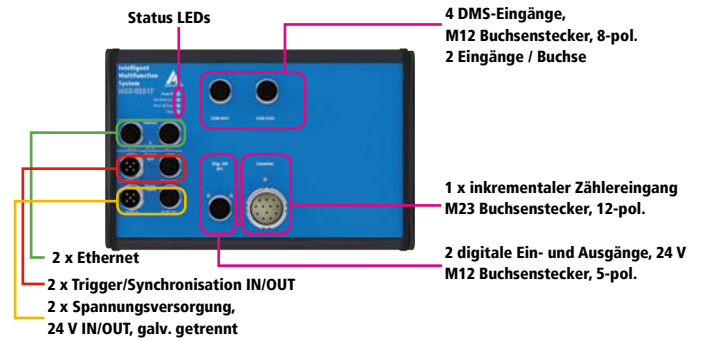 Status LEDs
4 DMS-Eingänge,
M12 Buchsenstecker, 8-pol.
2 Eingänge / Buchse
Intelligent
Multifunction
System
1 x inkrementaler Zählereingang
M23 Buchsenstecker, 12-pol.
2 digitale Ein- und Ausgänge, 24 V
M12 Buchsenstecker, 5-pol.
2 x Ethernet
2 x Trigger/Synchronisation IN/OUT
2 x Spannungsversorgung,
24 V IN/OUT, galv. getrennt